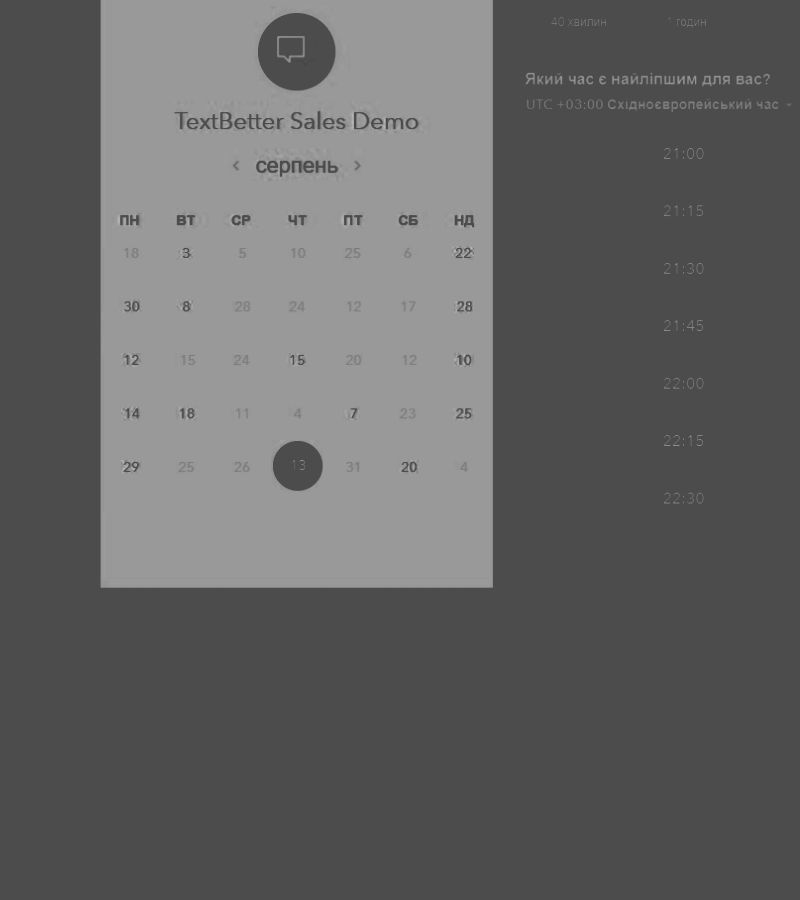 TextBetter Sales Demo
серпень
ПН ВТ СР ЧТ ПТ СБ НД
18 3 5 10 25 6 22
30 8 28 24 12 17 28
12 15 24 15 20 12 10
14 18 11 4 7 23 25
29 25 26 13 31 20 4
40 хвилин 1 годин
Який час є найліпшим для вас?
UTC +03:00 Східноєвропейський час
21:00
21:15
21:30
21:45
22:00
22:15
22:30